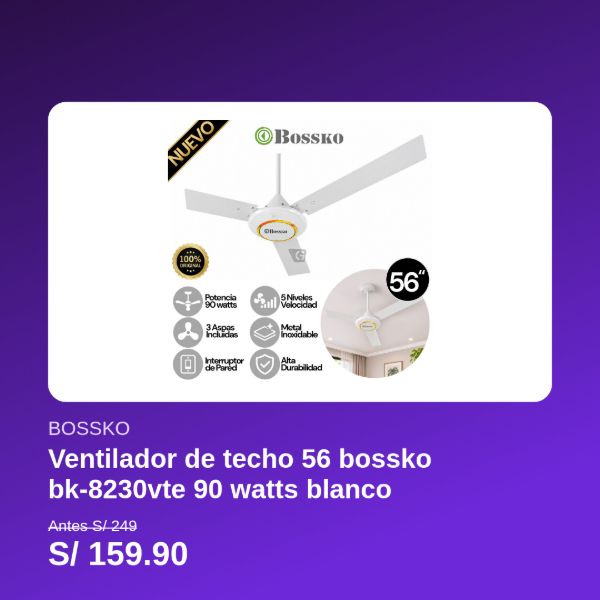 NUEVO
Bossko
Bossko
100%
ORIGINAL
56"
Potencia
90 watts
5 Niveles
Velocidad
3 Aspas
Incluidas
Metal
Inoxidable
Interruptor
de Pared
Alta
Durabilidad
BOSSKO
Ventilador de techo 56 bossko
bk-8230vte 90 watts blanco
Antes S/ 249
S/ 159.90